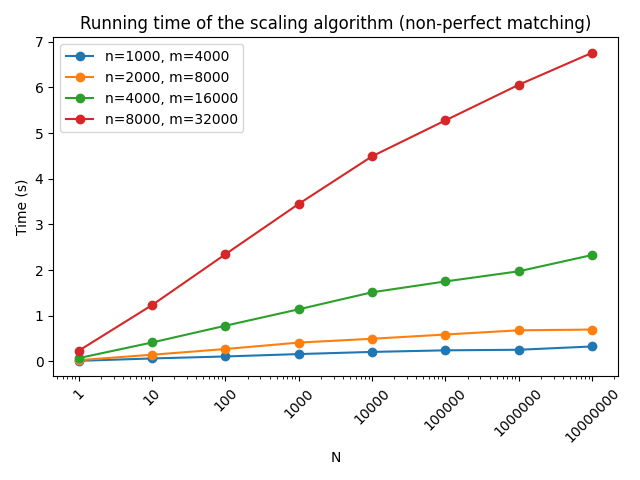 Running time of the scaling algorithm (non-perfect matching)
n=1000, m=4000
n=2000, m=8000
n=4000, m=16000
n=8000, m=32000
Time (s)
7
6
5
4
3
2
1
0
1
10
100
1000
10000
100000
1000000
10000000
N